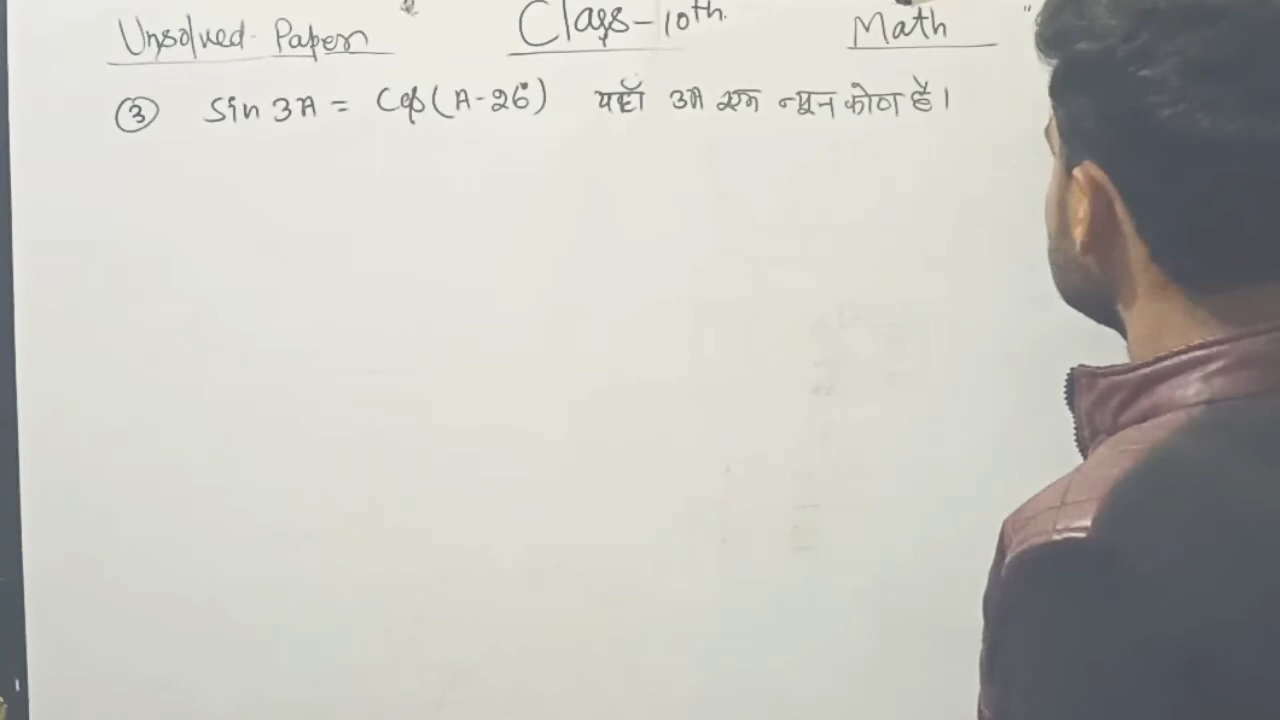 Unsolved Paper Class-10th. Math "
③ Sin 3A = Cos(A-26°) यहाँ 3A एक न्यून कोण है।